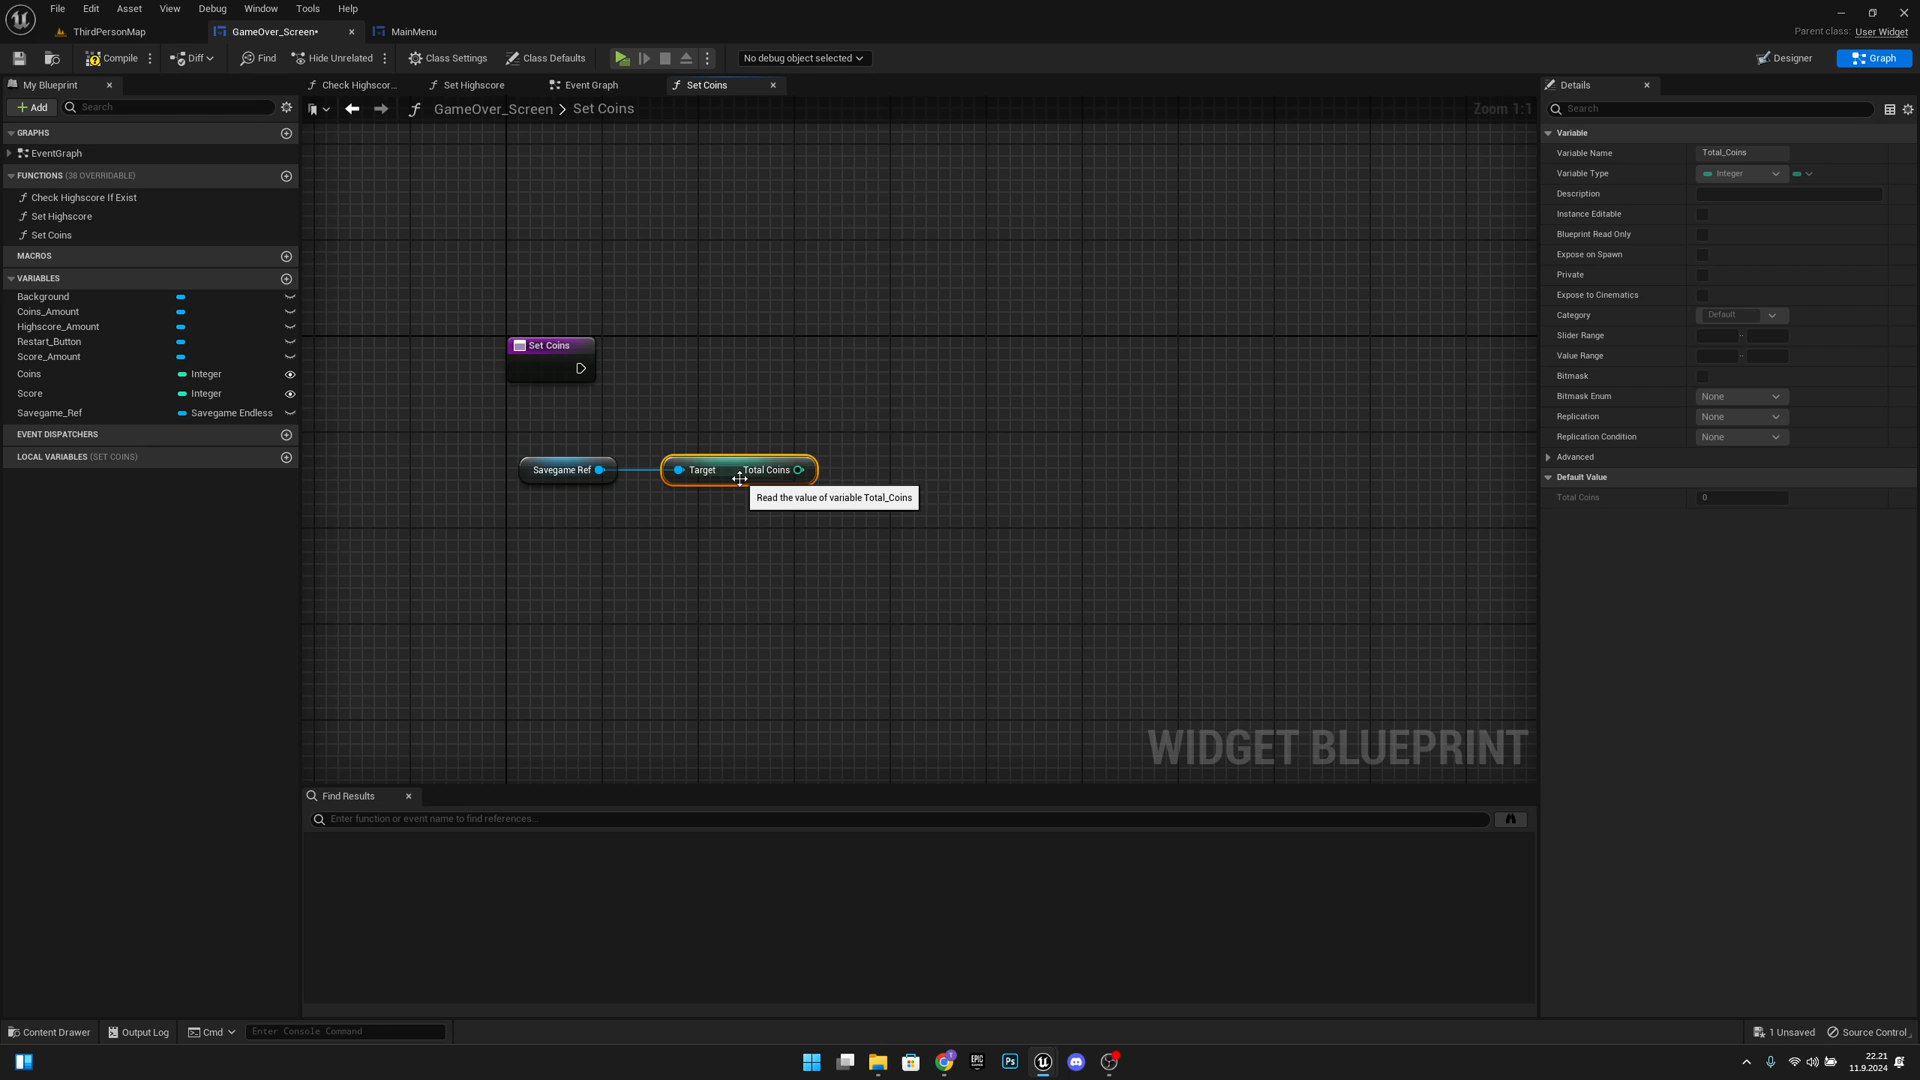 File Edit Asset View Debug Window Tools Help
ThirdPersonMap GameOver_Screen• MainMenu
Parent class: User Widget
Compile Diff Find Hide Unrelated Class Settings Class Defaults No debug object selected Designer Graph
My Blueprint
Add Search
GRAPHS
EventGraph
FUNCTIONS (38 OVERRIDABLE)
Check Highscore If Exist
Set Highscore
Set Coins
MACROS
VARIABLES
Background
Coins_Amount
Highscore_Amount
Restart_Button
Score_Amount
Coins Integer
Score Integer
Savegame_Ref Savegame Endless
EVENT DISPATCHERS
LOCAL VARIABLES (SET COINS)
Check Highscor... Set Highscore Event Graph Set Coins
GameOver_Screen > Set Coins
Zoom 1:1
Set Coins
Savegame Ref
Target Total Coins
Read the value of variable Total_Coins
WIDGET BLUEPRINT
Find Results
Enter function or event name to find references...
Details
Search
Variable
Variable Name Total_Coins
Variable Type Integer
Description
Instance Editable
Blueprint Read Only
Expose on Spawn
Private
Expose to Cinematics
Category Default
Slider Range
Value Range
Bitmask
Bitmask Enum None
Replication None
Replication Condition None
Advanced
Default Value
Total Coins 0
Content Drawer Output Log Cmd Enter Console Command
1 Unsaved Source Control
EPIC
Ps
22.21
11.9.2024